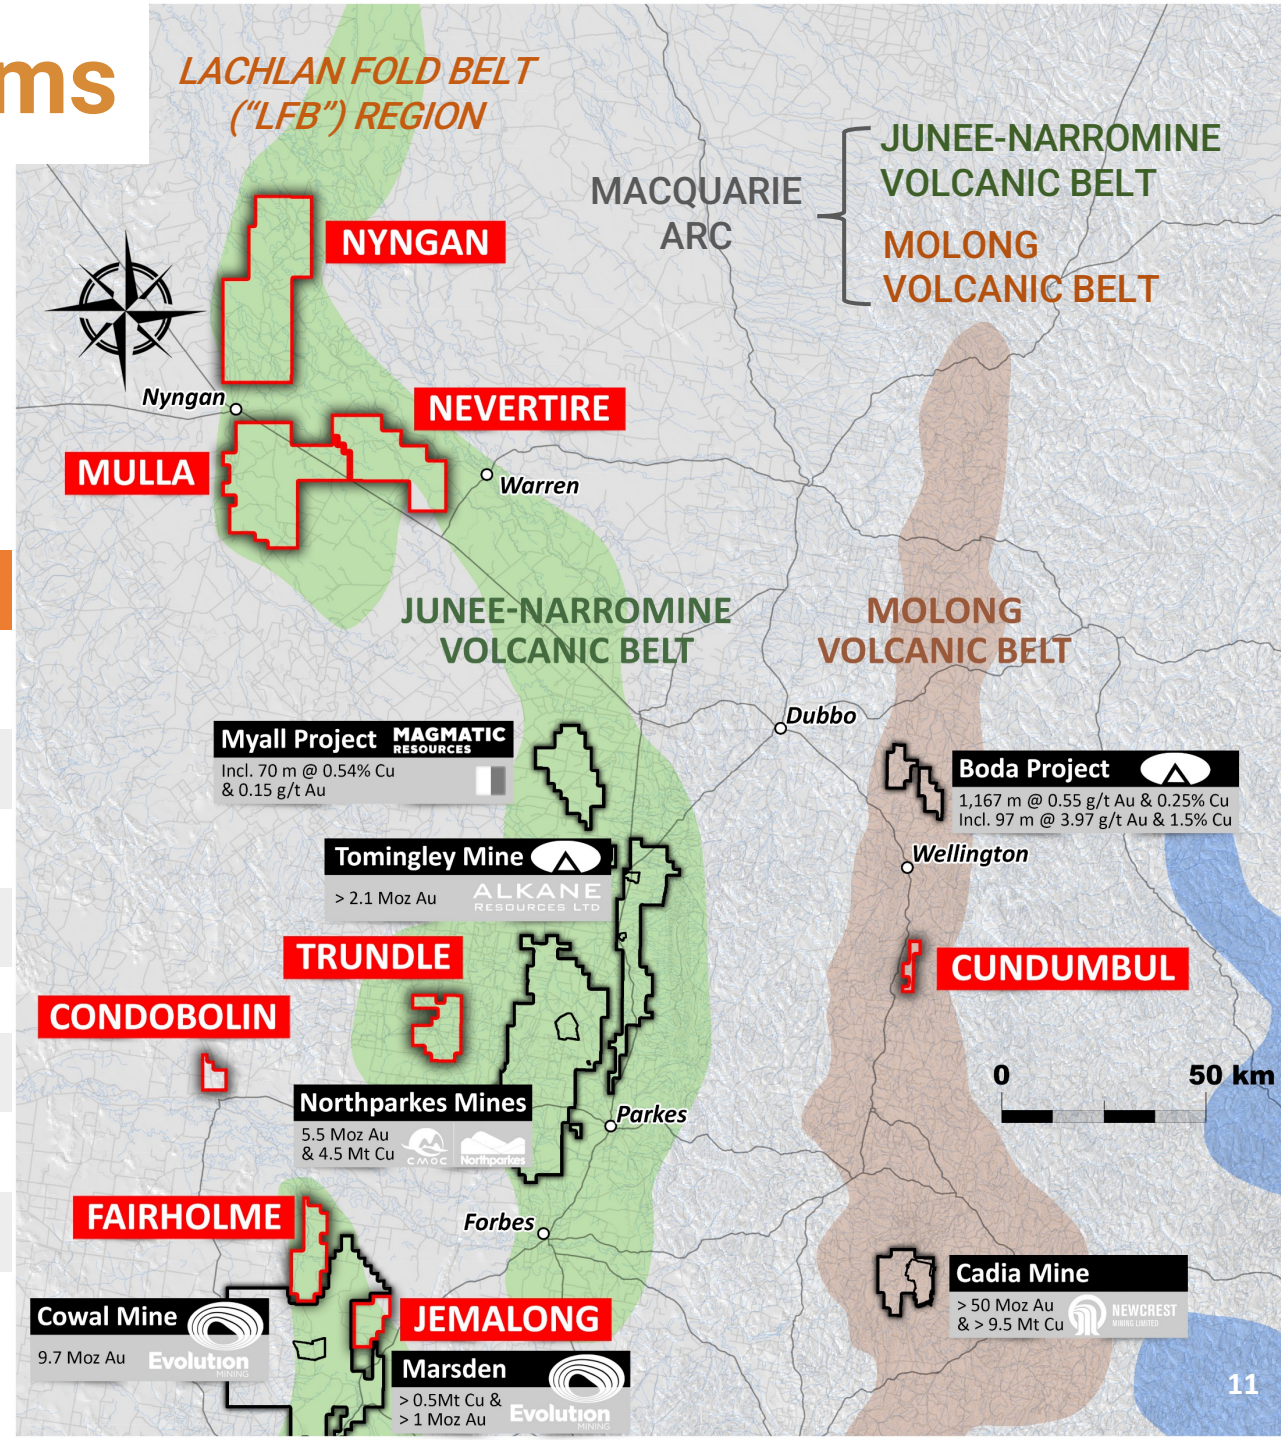 ms
LACHLAN FOLD BELT
(“LFB”) REGION
MACQUARIE
ARC
JUNEE-NARROMINE
VOLCANIC BELT
MOLONG
VOLCANIC BELT
NYNGAN
Nyngan
NEVERTIRE
MULLA
Warren
JUNEE-NARROMINE
VOLCANIC BELT
MOLONG
VOLCANIC BELT
Dubbo
Myall Project MAGMATIC
RESOURCES
Incl. 70 m @ 0.54% Cu
& 0.15 g/t Au
Boda Project
1,167 m @ 0.55 g/t Au & 0.25% Cu
Incl. 97 m @ 3.97 g/t Au & 1.5% Cu
Tomingley Mine
> 2.1 Moz Au
ALKANE
RESOURCES LTD
Wellington
TRUNDLE
CUNDUMBUL
CONDOBOLIN
0 50 km
Northparkes Mines
5.5 Moz Au
& 4.5 Mt Cu
CMOC Northparkes
Parkes
FAIRHOLME
Forbes
Cadia Mine
> 50 Moz Au
& > 9.5 Mt Cu
NEWCREST
MINING LIMITED
Cowal Mine
9.7 Moz Au
Evolution
MINING
JEMALONG
Marsden
> 0.5Mt Cu &
> 1 Moz Au
Evolution
MINING
11